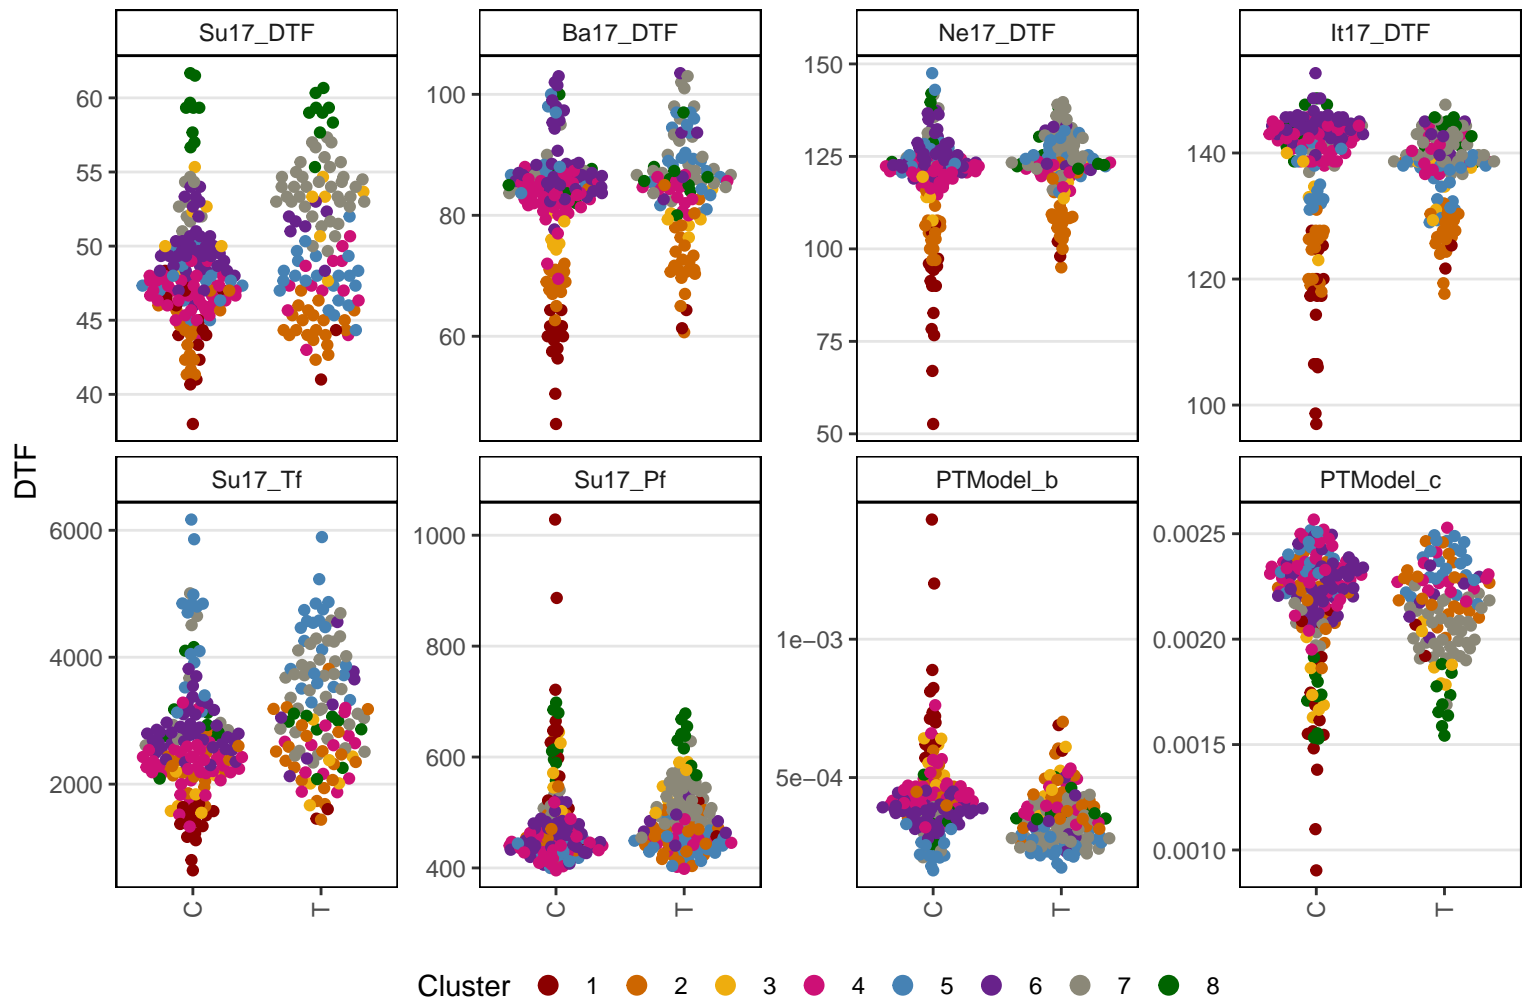 Su17_DTF
Ba17_DTF
Ne17_DTF
It17_DTF
60
55
50
45
40
100
80
60
150
125
100
75
50
140
120
100
DTF
Su17_Tf
Su17_Pf
PTModel_b
PTModel_c
6000
4000
2000
1000
800
600
400
1e−03
5e−04
0.0025
0.0020
0.0015
0.0010
C T C T C T C T
Cluster 1 2 3 4 5 6 7 8